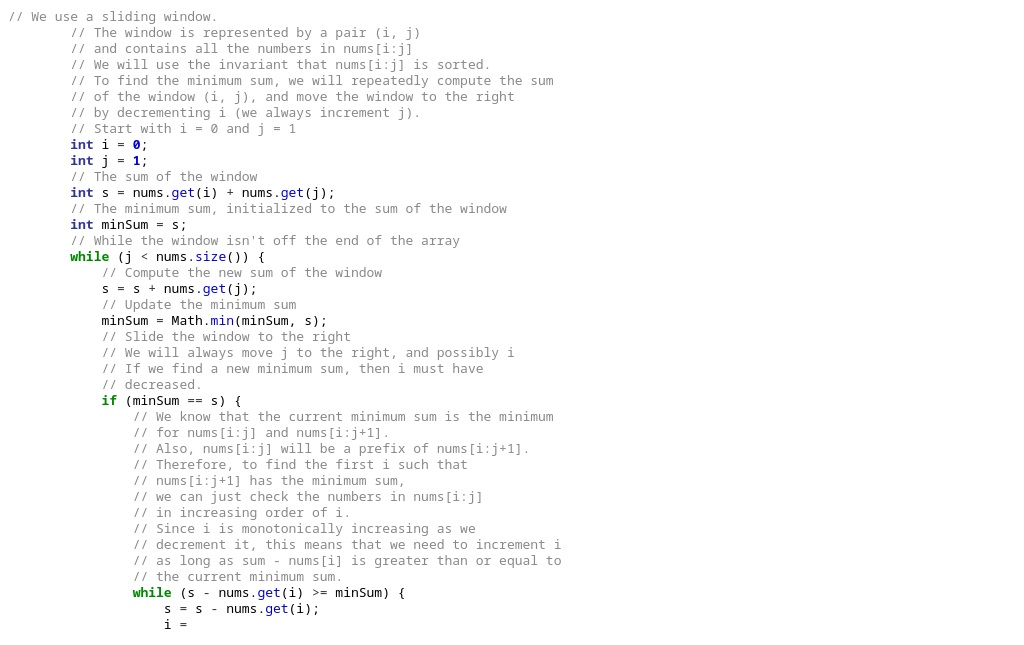 // We use a sliding window.
// The window is represented by a pair (i, j)
// and contains all the numbers in nums[i:j]
// We will use the invariant that nums[i:j] is sorted.
// To find the minimum sum, we will repeatedly compute the sum
// of the window (i, j), and move the window to the right
// by decrementing i (we always increment j).
// Start with i = 0 and j = 1
int i = 0;
int j = 1;
// The sum of the window
int s = nums.get(i) + nums.get(j);
// The minimum sum, initialized to the sum of the window
int minSum = s;
// While the window isn't off the end of the array
while (j < nums.size()) {
// Compute the new sum of the window
s = s + nums.get(j);
// Update the minimum sum
minSum = Math.min(minSum, s);
// Slide the window to the right
// We will always move j to the right, and possibly i
// If we find a new minimum sum, then i must have
// decreased.
if (minSum == s) {
// We know that the current minimum sum is the minimum
// for nums[i:j] and nums[i:j+1].
// Also, nums[i:j] will be a prefix of nums[i:j+1].
// Therefore, to find the first i such that
// nums[i:j+1] has the minimum sum,
// we can just check the numbers in nums[i:j]
// in increasing order of i.
// Since i is monotonically increasing as we
// decrement it, this means that we need to increment i
// as long as sum - nums[i] is greater than or equal to
// the current minimum sum.
while (s - nums.get(i) >= minSum) {
s = s - nums.get(i);
i =